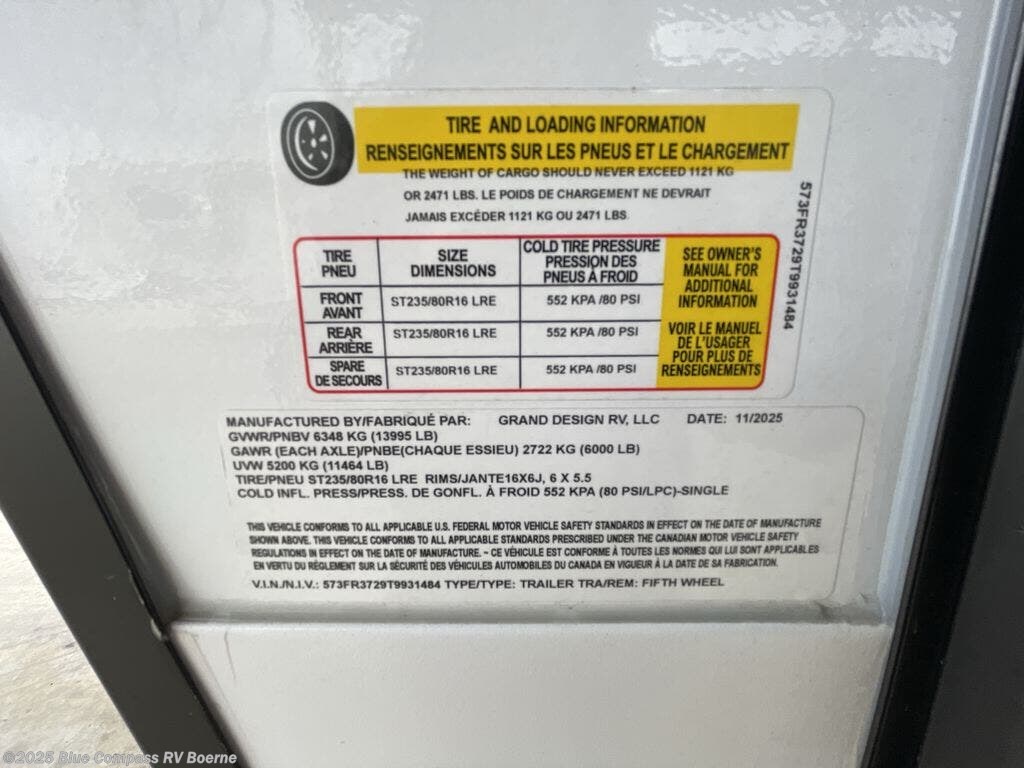 TIRE AND LOADING INFORMATION
RENSEIGNEMENTS SUR LES PNEUS ET LE CHARGEMENT
THE WEIGHT OF CARGO SHOULD NEVER EXCEED 1121 KG
OR 2471 LBS. LE POIDS DE CHARGEMENT NE DEVRAIT
JAMAIS EXCÉDER 1121 KG OU 2471 LBS.
TIRE
PNEU
SIZE
DIMENSIONS
COLD TIRE PRESSURE
PRESSION DES
PNEUS À FROID
FRONT
AVANT
ST235/80R16 LRE
552 KPA /80 PSI
REAR
ARRIÈRE
ST235/80R16 LRE
552 KPA /80 PSI
SPARE
DE SECOURS
ST235/80R16 LRE
552 KPA /80 PSI
SEE OWNER'S
MANUAL FOR
ADDITIONAL
INFORMATION
VOIR LE MANUEL
DE L'USAGER
POUR PLUS DE
RENSEIGNEMENTS
573FR3729T9931484
MANUFACTURED BY/FABRIQUÉ PAR: GRAND DESIGN RV, LLC DATE: 11/2025
GVWR/PNBV 6348 KG (13995 LB)
GAWR (EACH AXLE)/PNBE(CHAQUE ESSIEU) 2722 KG (6000 LB)
UVW 5200 KG (11464 LB)
TIRE/PNEU ST235/80R16 LRE RIMS/JANTE16X6J, 6 X 5.5
COLD INFL. PRESS/PRESS. DE GONFL. À FROID 552 KPA (80 PSI/LPC)-SINGLE
THIS VEHICLE CONFORMS TO ALL APPLICABLE U.S. FEDERAL MOTOR VEHICLE SAFETY STANDARDS IN EFFECT ON THE DATE OF MANUFACTURE
SHOWN ABOVE. THIS VEHICLE CONFORMS TO ALL APPLICABLE STANDARDS PRESCRIBED UNDER THE CANADIAN MOTOR VEHICLE SAFETY
REGULATIONS IN EFFECT ON THE DATE OF MANUFACTURE. ~ CE VÉHICULE EST CONFORME À TOUTES LES NORMES QUI LUI SONT APPLICABLES
EN VERTU DU RÈGLEMENT SUR LA SÉCURITÉ DES VÉHICULES AUTOMOBILES DU CANADA EN VIGUEUR À LA DATE DE SA FABRICATION.
V.I.N./N.I.V.: 573FR3729T9931484 TYPE/TYPE: TRAILER TRA/REM: FIFTH WHEEL
©2025 Blue Compass RV Boerne